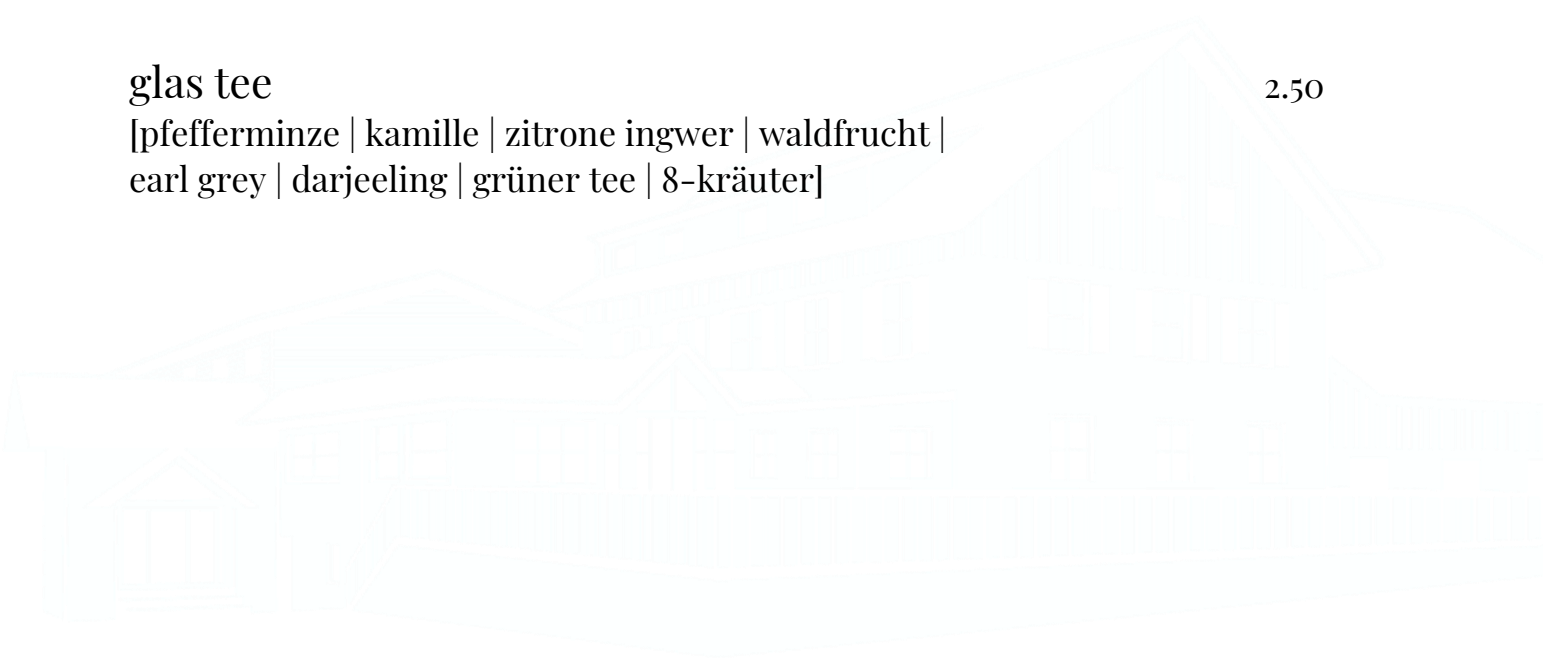 glas tee 2.50
[pfefferminze | kamille | zitrone ingwer | waldfrucht |
earl grey | darjeeling | grüner tee | 8-kräuter]